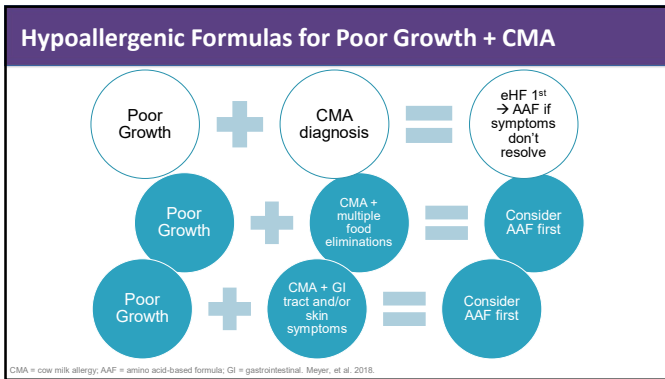 Hypoallergenic Formulas for Poor Growth + CMA
Poor
Growth
CMA
diagnosis
eHF 1st
→ AAF if
symptoms
don't
resolve
Poor
Growth
CMA +
multiple
food
eliminations
Consider
AAF first
Poor
Growth
CMA + GI
tract and/or
skin
symptoms
Consider
AAF first
CMA = cow milk allergy; AAF = amino acid-based formula; GI = gastrointestinal. Meyer, et al. 2018.